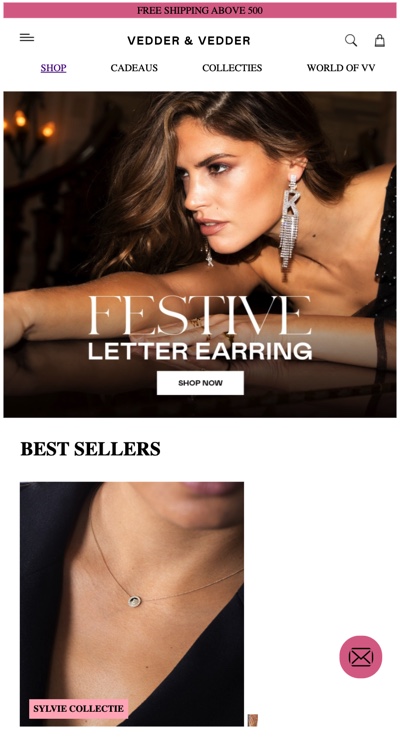 FREE SHIPPING ABOVE 500
VEDDER & VEDDER
SHOP CADEAUS COLLECTIES WORLD OF VV
FESTIVE
LETTER EARRING
SHOP NOW
BEST SELLERS
SYLVIE COLLECTIE